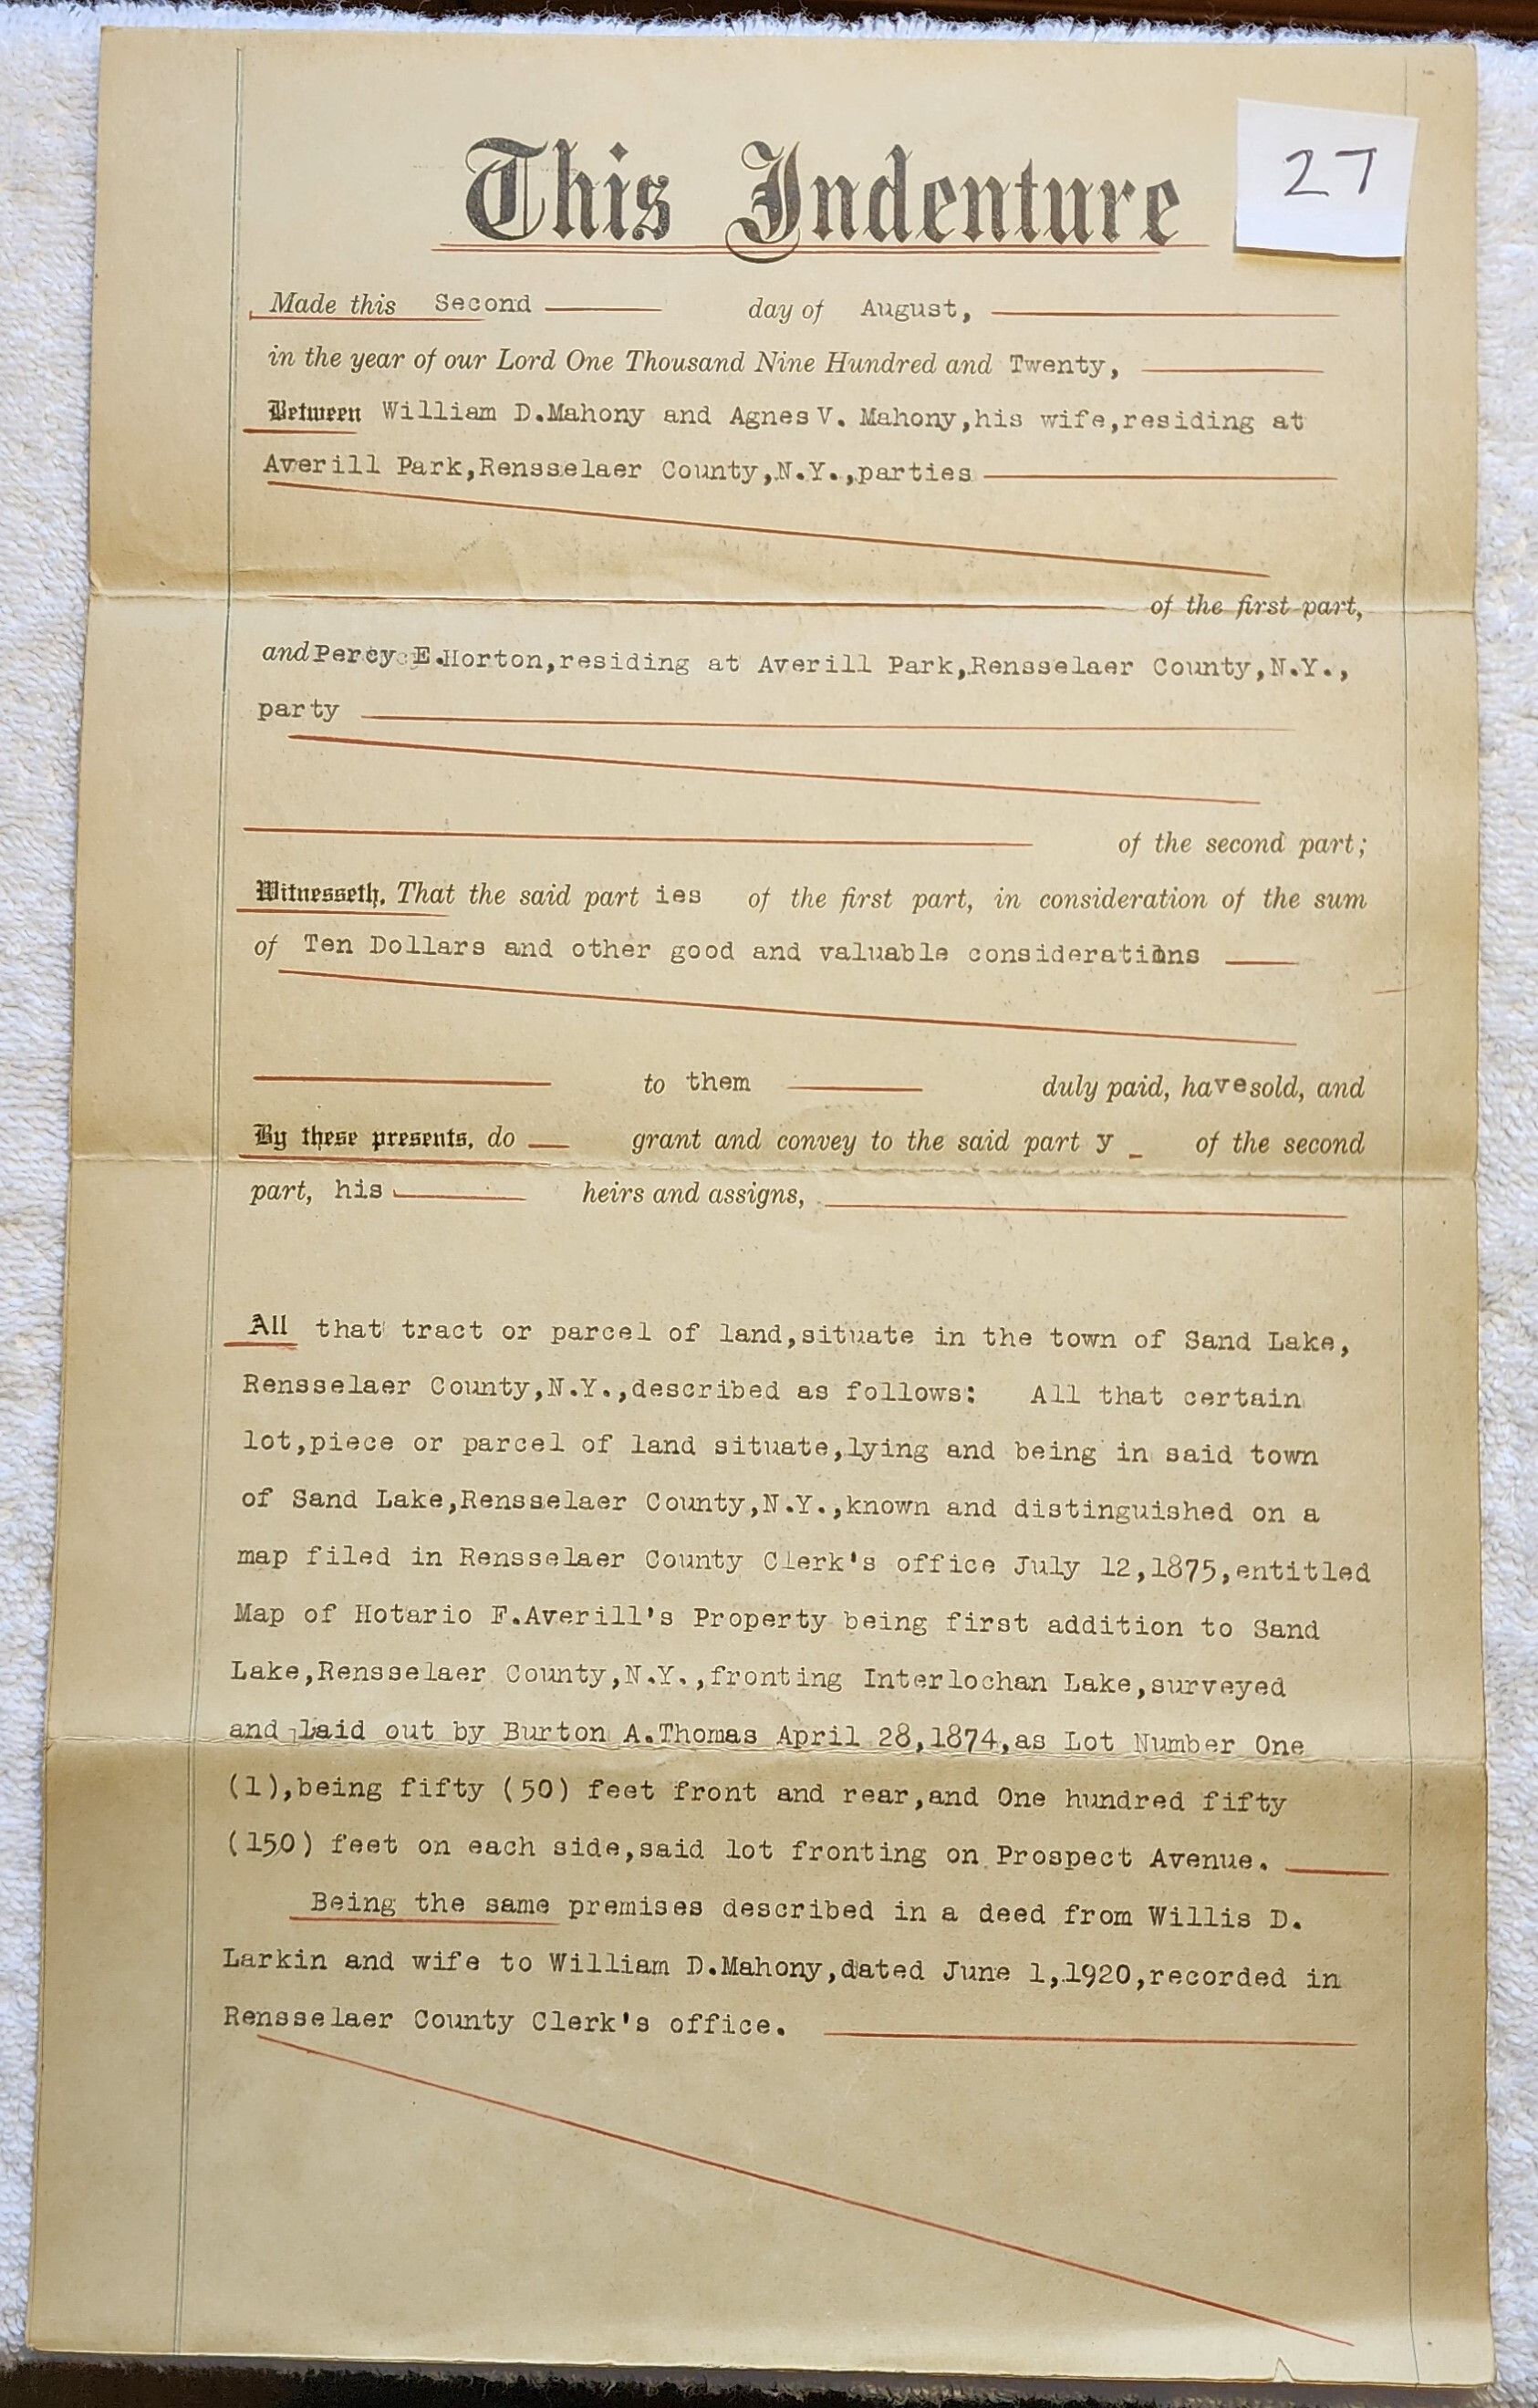 This Indenture
27
Made this Second day of August,
in the year of our Lord One Thousand Nine Hundred and Twenty,
Between William D.Mahony and Agnes V. Mahony,his wife,residing at
Averill Park,Rensselaer County,N.Y.,parties
of the first part,
and Percy E.Horton,residing at Averill Park,Rensselaer County,N.Y.,
party
of the second part;
Witnesseth, That the said part ies of the first part, in consideration of the sum
of Ten Dollars and other good and valuable considerations
to them duly paid, have sold, and
By these presents, do grant and convey to the said part y of the second
part, his heirs and assigns,
All that tract or parcel of land,situate in the town of Sand Lake,
Rensselaer County,N.Y.,described as follows: All that certain
lot,piece or parcel of land situate,lying and being in said town
of Sand Lake,Rensselaer County,N.Y.,known and distinguished on a
map filed in Rensselaer County Clerk's office July 12,1875,entitled
Map of Hotario F.Averill's Property being first addition to Sand
Lake,Rensselaer County,N.Y.,fronting Interlochan Lake,surveyed
and laid out by Burton A.Thomas April 28,1874,as Lot Number One
(1),being fifty (50) feet front and rear,and One hundred fifty
(150) feet on each side,said lot fronting on Prospect Avenue.
Being the same premises described in a deed from Willis D.
Larkin and wife to William D.Mahony,dated June 1,1920,recorded in
Rensselaer County Clerk's office.